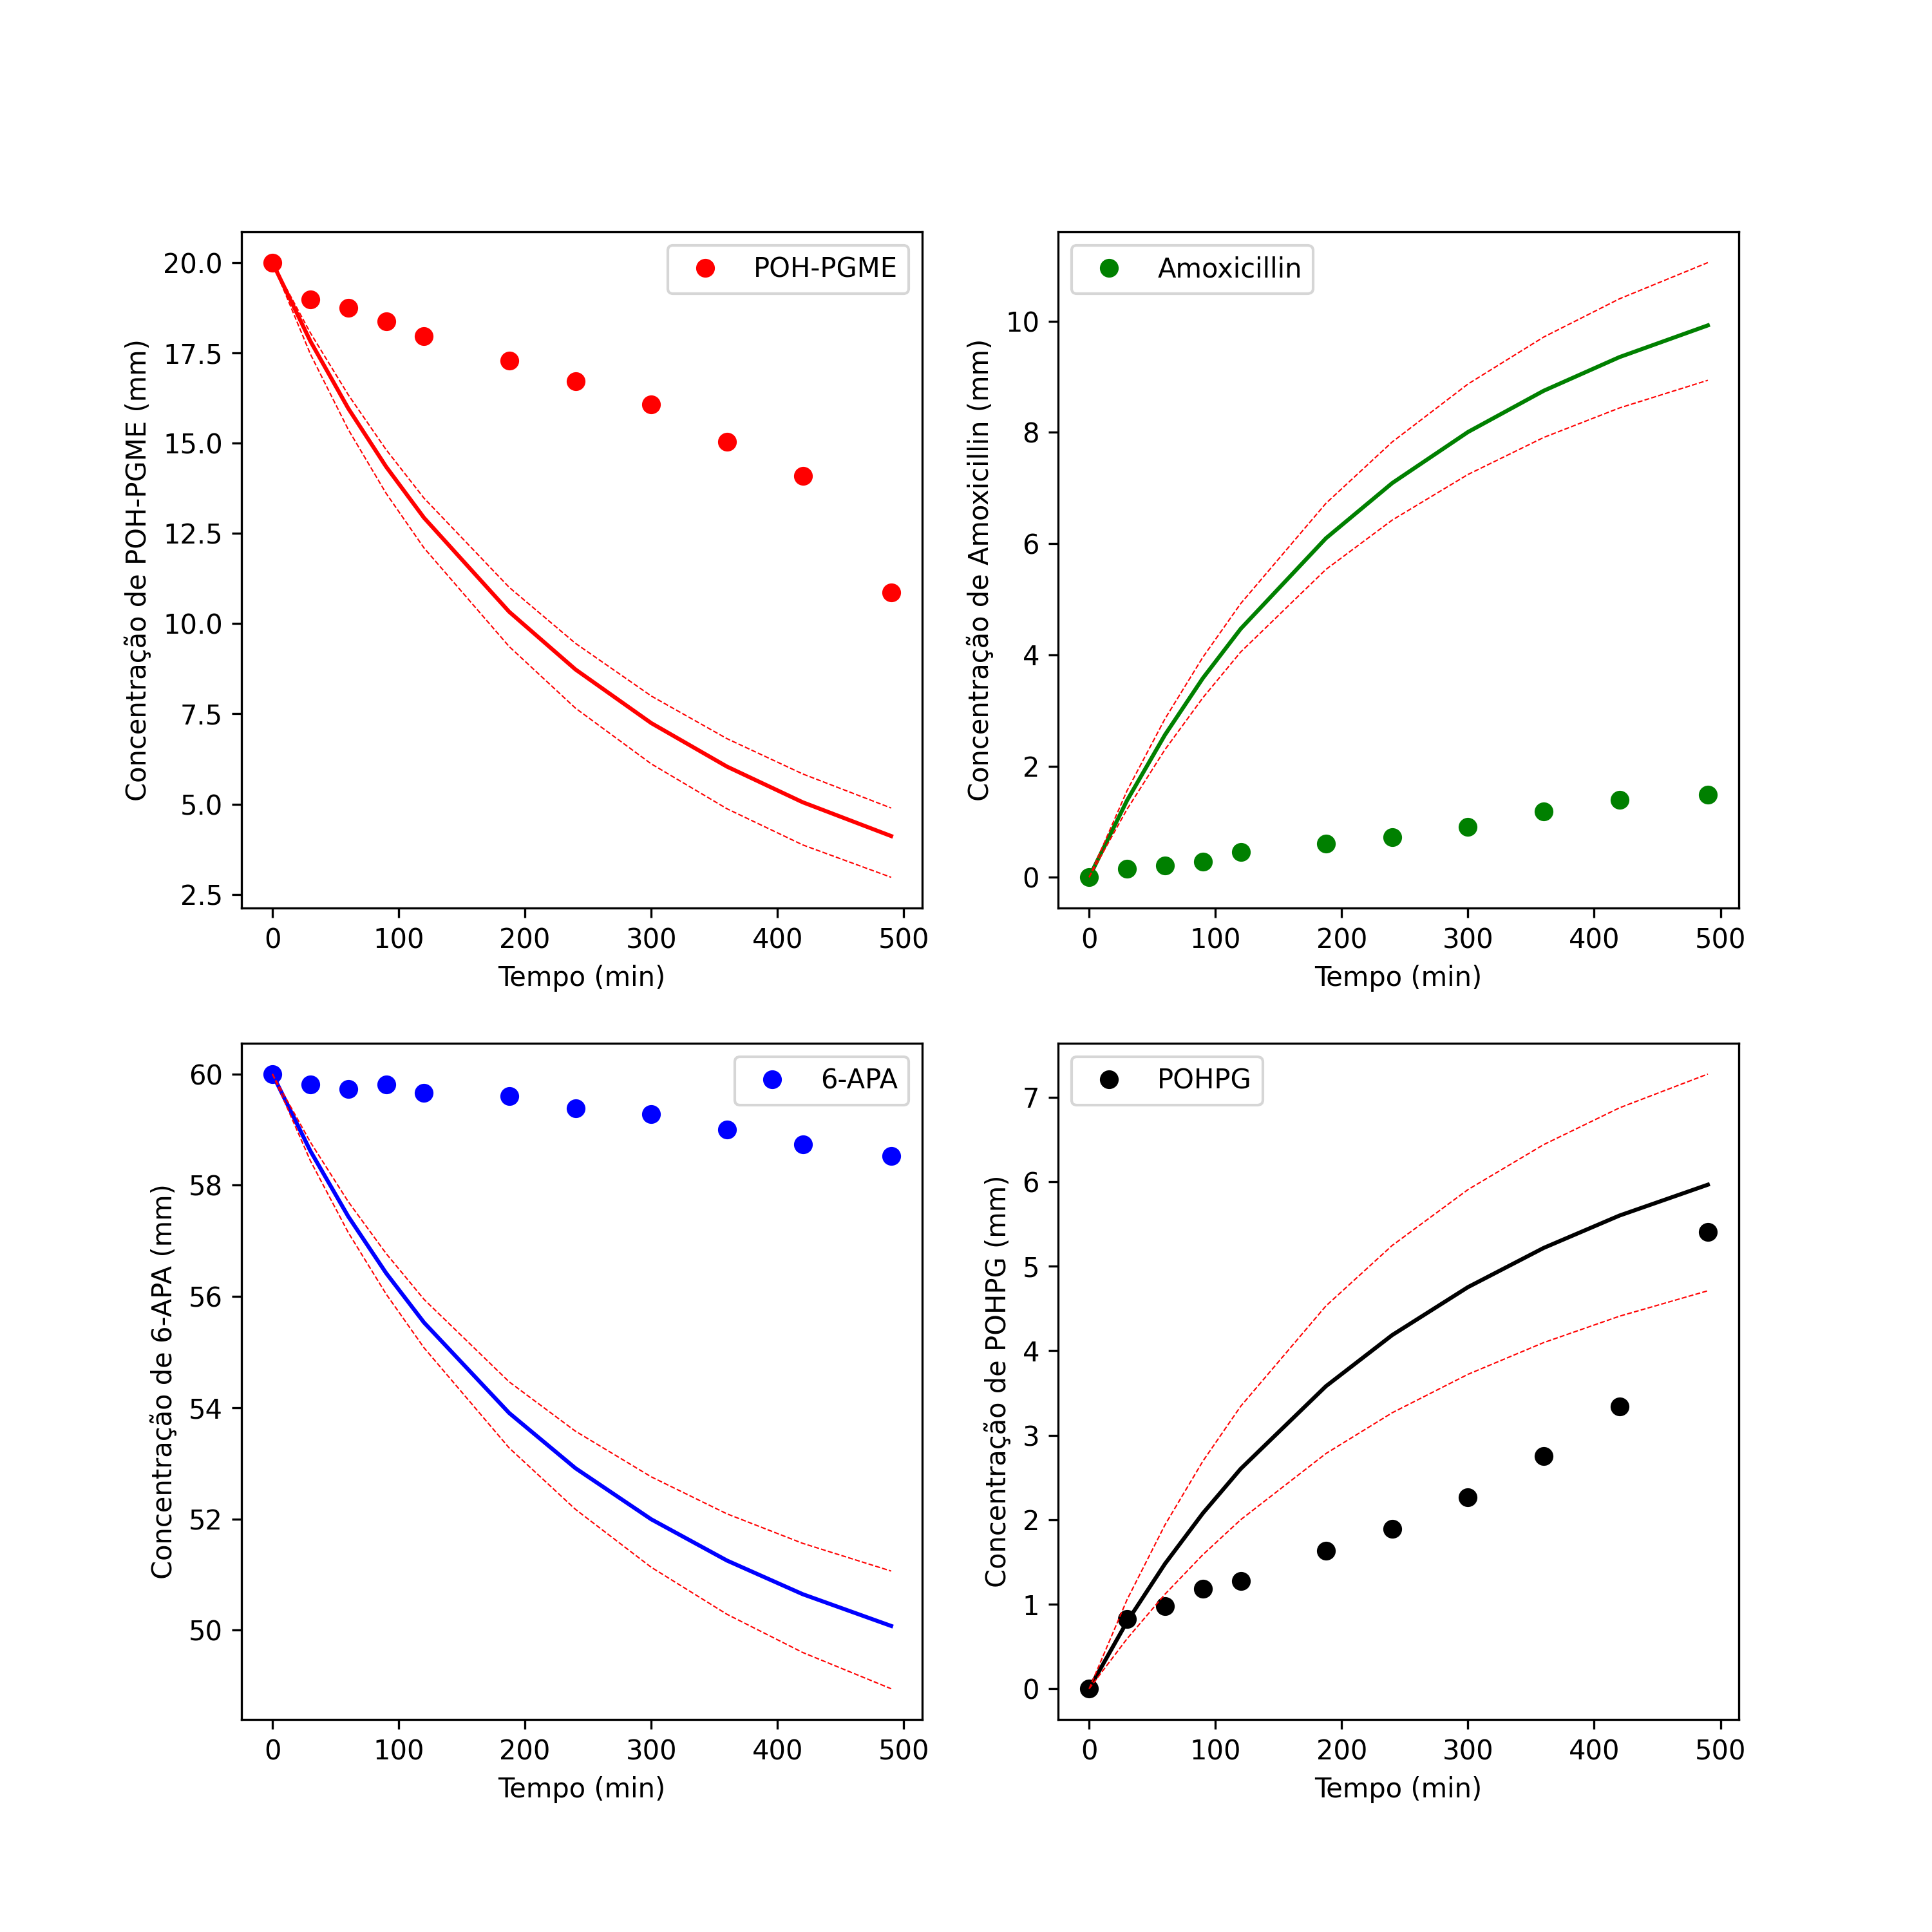 POH-PGME
Concentração de POH-PGME (mm)
20.0
17.5
15.0
12.5
10.0
7.5
5.0
2.5
0 100 200 300 400 500
Tempo (min)
Amoxicillin
Concentração de Amoxicillin (mm)
10
8
6
4
2
0
0 100 200 300 400 500
Tempo (min)
6-APA
Concentração de 6-APA (mm)
60
58
56
54
52
50
0 100 200 300 400 500
Tempo (min)
POHPG
Concentração de POHPG (mm)
7
6
5
4
3
2
1
0
0 100 200 300 400 500
Tempo (min)